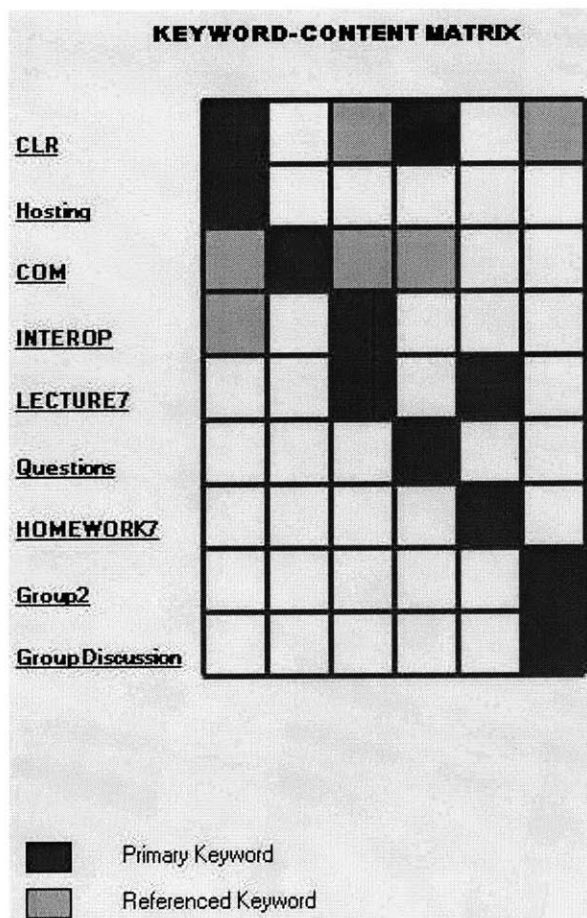 KEYWORD-CONTENT MATRIX
CLR
Hosting
COM
INTEROP
LECTURE7
Questions
HOMEWORK7
Group2
Group Discussion
Primary Keyword
Referenced Keyword